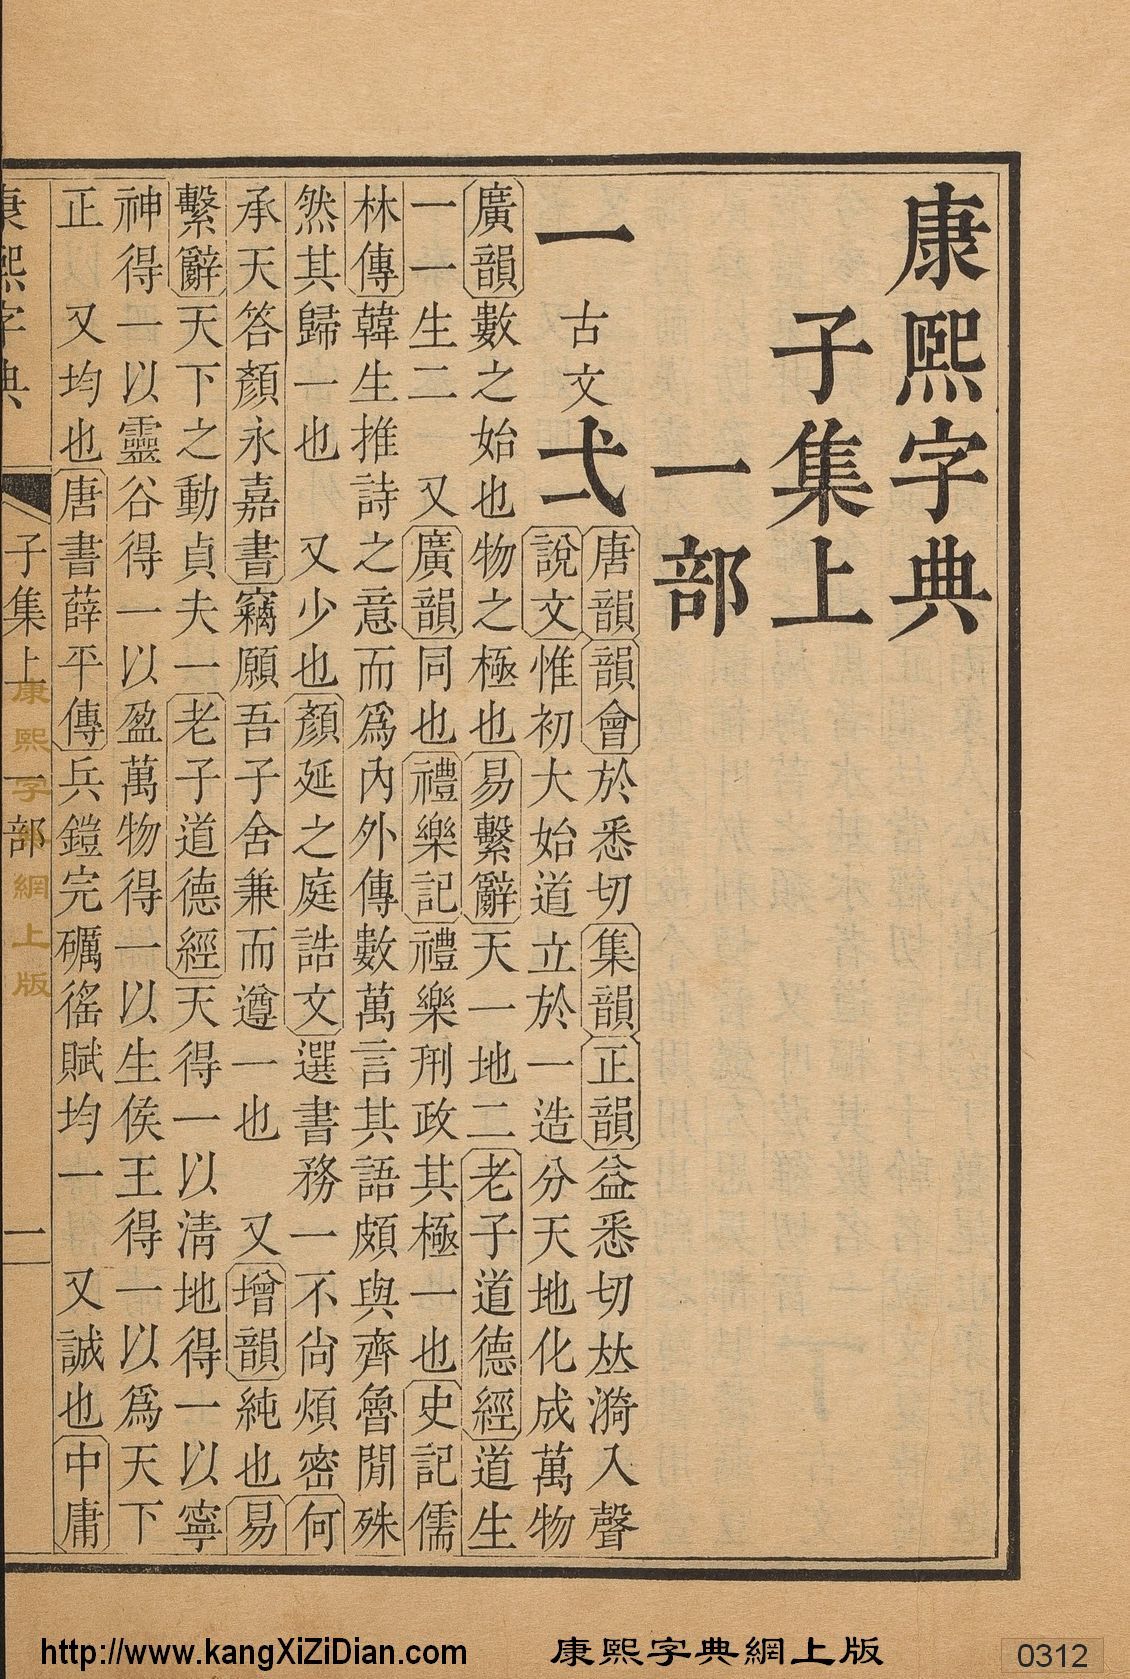 康熙字典
子集上
一部
一 古文弌
唐韻韻會於悉切集韻正韻益悉切𠀤漪入聲
說文惟初大始道立於一造分天地化成萬物
廣韻數之始也物之極也易繫辭天一地二老子道德經道生
一一生二 又廣韻同也禮樂記禮樂刑政其極一也史記儒
林傳韓生推詩之意而爲內外傳數萬言其語頗與齊魯閒殊
然其歸一也 又少也顏延之庭誥文選書務一不尙煩密何
承天答顏永嘉書竊願吾子舍兼而遵一也 又增韻純也易
繫辭天下之動貞夫一老子道德經天得一以淸地得一以寧
神得一以靈谷得一以盈萬物得一以生侯王得一以爲天下
正 又均也唐書薛平傳兵鎧完礪徭賦均一 又誠也中庸
康熙字典 子集上 一部 一
康熙字典網上版
http://www.kangXiZiDian.com 康熙字典網上版 0312